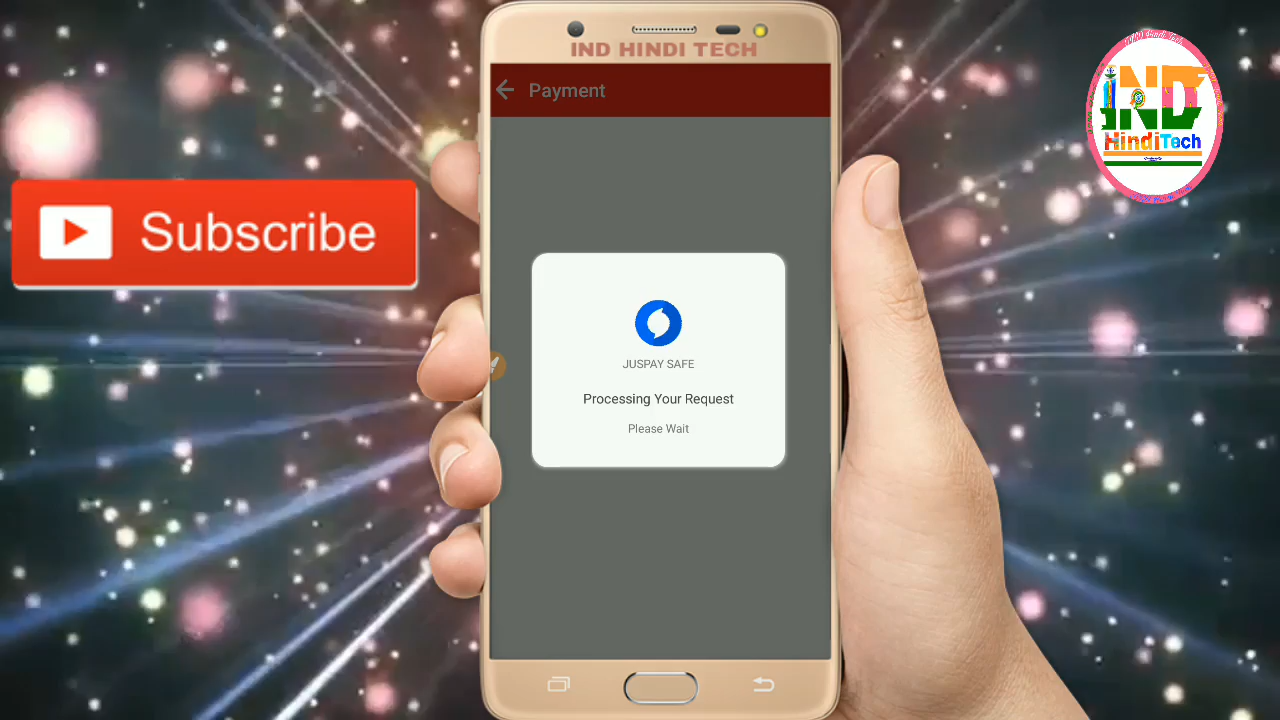 IND HINDI TECH
Payment
Subscribe
JUSPAY SAFE
Processing Your Request
Please Wait
IND
HindiTech